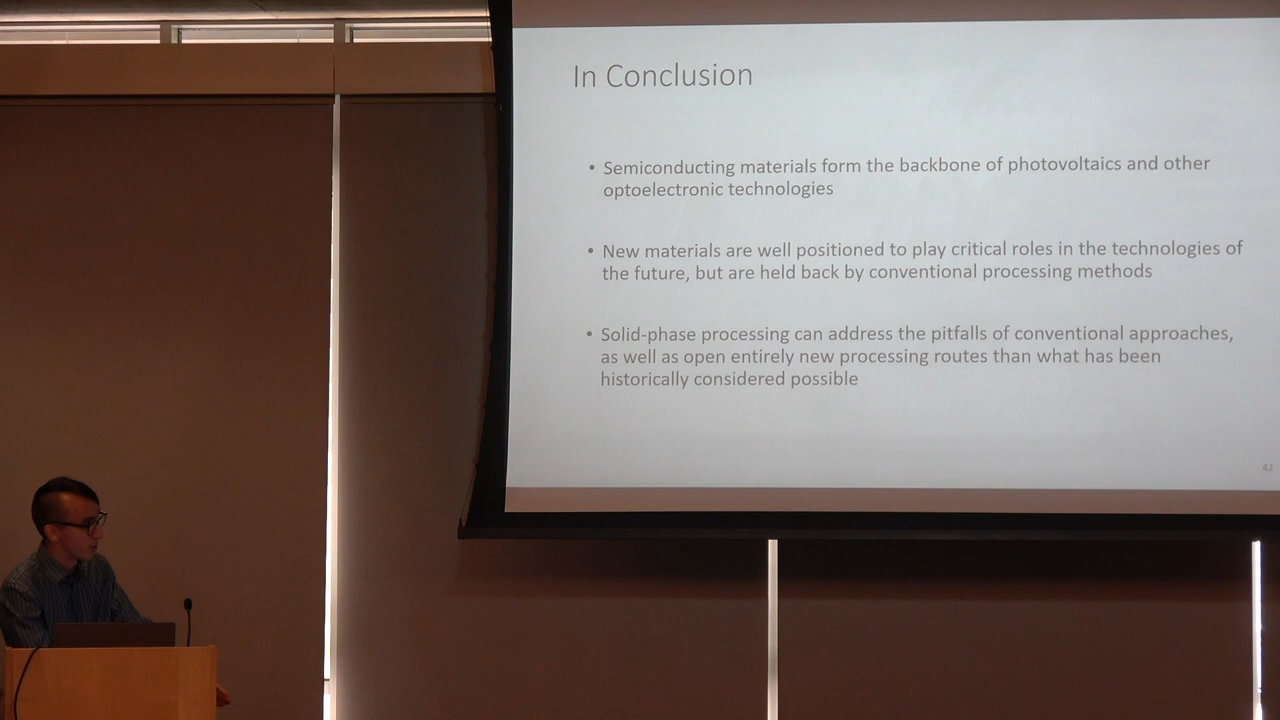 In Conclusion
• Semiconducting materials form the backbone of photovoltaics and other
optoelectronic technologies
• New materials are well positioned to play critical roles in the technologies of
the future, but are held back by conventional processing methods
• Solid-phase processing can address the pitfalls of conventional approaches,
as well as open entirely new processing routes than what has been
historically considered possible
42